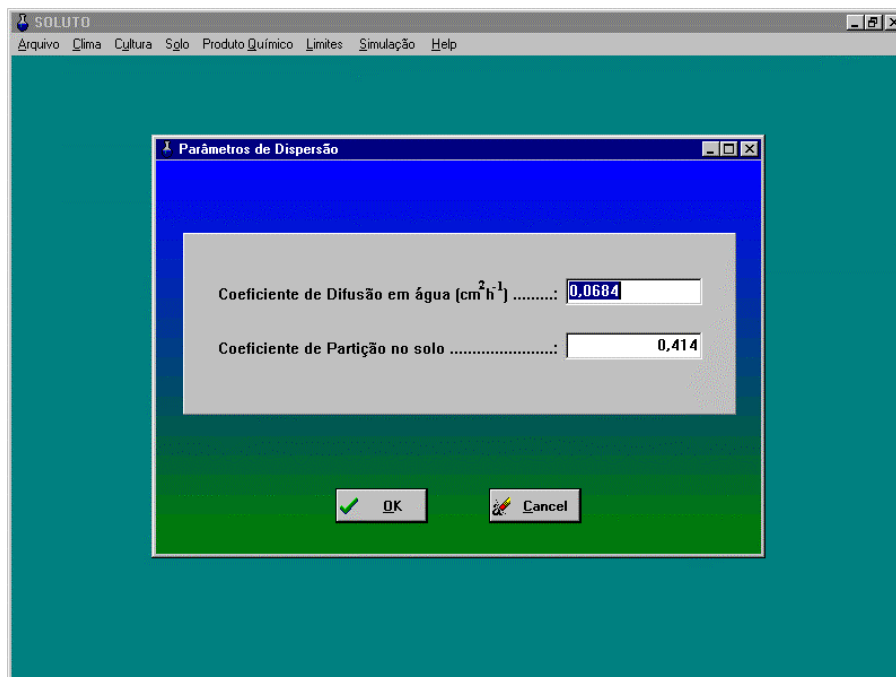 SOLUTO
Arquivo Clima Cultura Solo Produto Químico Limites Simulação Help
Parâmetros de Dispersão
Coeficiente de Difusão em água (cm²h⁻¹) .........: 0,0684
Coeficiente de Partição no solo .......................: 0,414
OK Cancel